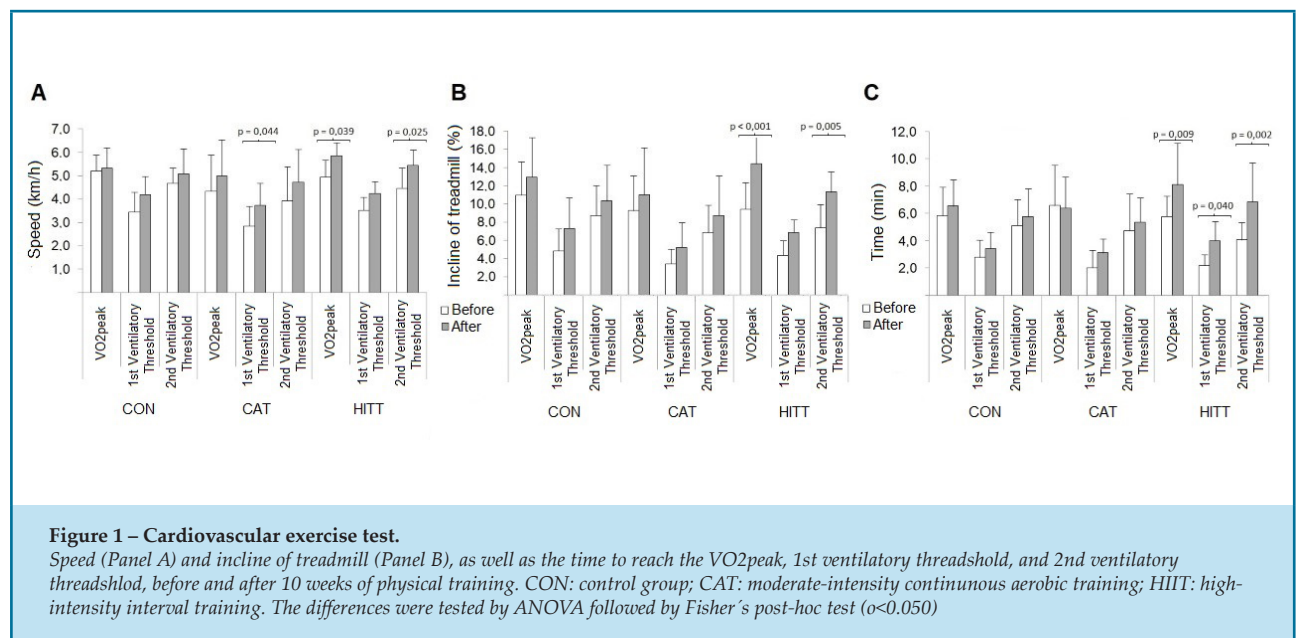 A
B
C
p = 0,044
p = 0,039
p = 0,025
7.0
6.0
5.0
4.0
3.0
2.0
1.0
Speed (km/h)
VO2peak
1st Ventilatory
Threshold
2nd Ventilatory
Threshold
VO2peak
1st Ventilatory
Threshold
2nd Ventilatory
Threshold
VO2peak
1st Ventilatory
Threshold
2nd Ventilatory
Threshold
CON
CAT
HITT
p < 0,001
p = 0,005
18.0
16.0
14.0
12.0
10.0
8.0
6.0
4.0
2.0
Incline of treadmill (%)
Before
After
VO2peak
1st Ventilatory
Threshold
2nd Ventilatory
Threshold
VO2peak
1st Ventilatory
Threshold
2nd Ventilatory
Threshold
VO2peak
1st Ventilatory
Threshold
2nd Ventilatory
Threshold
CON
CAT
HITT
p = 0,009
p = 0,040
p = 0,002
12,0
10,0
8,0
6,0
4,0
2,0
Time (min)
Before
After
VO2peak
1st Ventilatory
Threshold
2nd Ventilatory
Threshold
VO2peak
1st Ventilatory
Threshold
2nd Ventilatory
Threshold
VO2peak
1st Ventilatory
Threshold
2nd Ventilatory
Threshold
CON
CAT
HITT
Figure 1 – Cardiovascular exercise test.
Speed (Panel A) and incline of treadmill (Panel B), as well as the time to reach the VO2peak, 1st ventilatory threadshold, and 2nd ventilatory
threadshlod, before and after 10 weeks of physical training. CON: control group; CAT: moderate-intensity continunous aerobic training; HIIT: high-
intensity interval training. The differences were tested by ANOVA followed by Fisher´s post-hoc test (o<0.050)